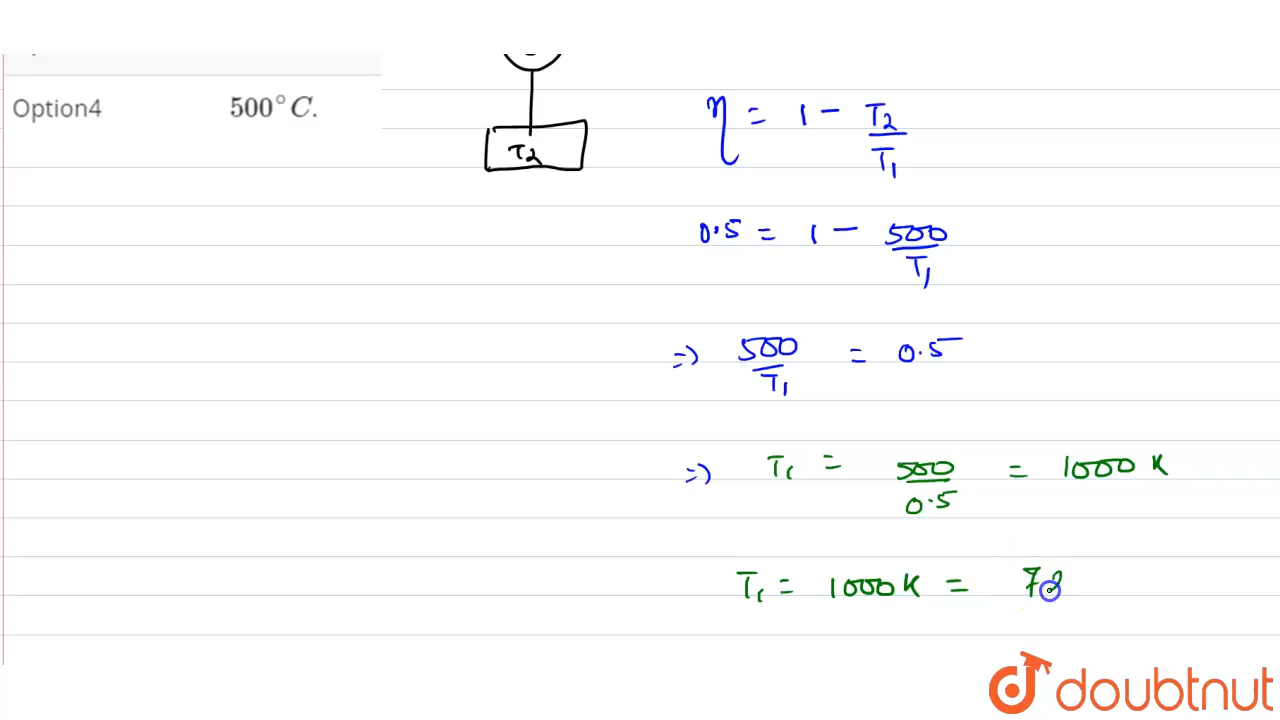 Option4 500°C.
T2
η = 1 - T2/T1
0.5 = 1 - 500/T1
=) 500/T1 = 0.5
=) T1 = 500/0.5 = 1000 K
T1 = 1000 K = 72
doubtnut